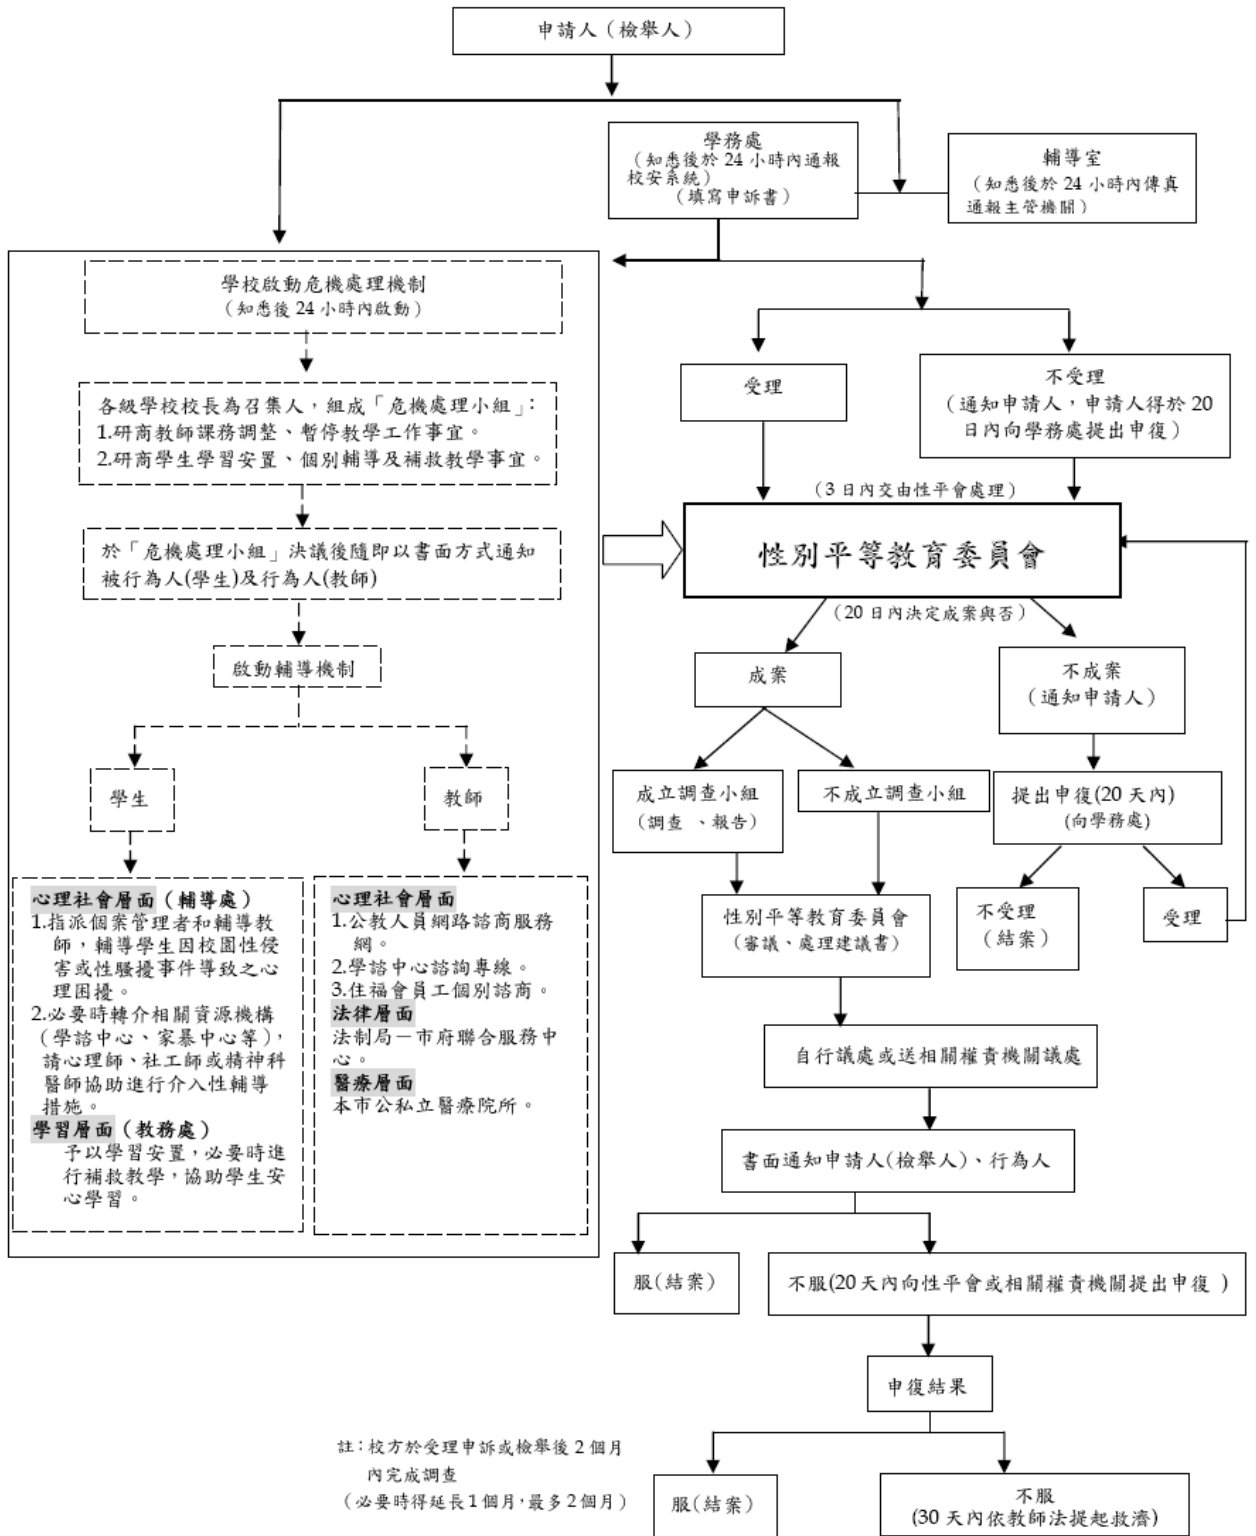 申請人（檢舉人）
學務處
（知悉後於 24 小時內通報
校安系統）
（填寫申訴書）
輔導室
（知悉後於 24 小時內傳真
通報主管機關）
學校啟動危機處理機制
（知悉後 24 小時內啟動）
各級學校校長為召集人，組成「危機處理小組」：
1.研商教師課務調整、暫停教學工作事宜。
2.研商學生學習安置、個別輔導及補救教學事宜。
於「危機處理小組」決議後隨即以書面方式通知
被行為人(學生)及行為人(教師)
啟動輔導機制
學生
教師
心理社會層面（輔導處）
1.指派個案管理者和輔導教
師，輔導學生因校園性侵
害或性騷擾事件導致之心
理困擾。
2.必要時轉介相關資源機構
（學諮中心、家暴中心等），
請心理師、社工師或精神科
醫師協助進行介入性輔導
措施。
學習層面（教務處）
予以學習安置，必要時進
行補救教學，協助學生安
心學習。
心理社會層面
1.公教人員網路諮商服務
網。
2.學諮中心諮詢專線。
3.住福會員工個別諮商。
法律層面
法制局－市府聯合服務中
心。
醫療層面
本市公私立醫療院所。
受理
不受理
（通知申請人，申請人得於 20
日內向學務處提出申復）
（3 日內交由性平會處理）
性別平等教育委員會
（20 日內決定成案與否）
成案
不成案
（通知申請人）
成立調查小組
（調查 、報告）
不成立調查小組
提出申復(20 天內)
(向學務處)
性別平等教育委員會
（審議、處理建議書）
不受理
（結案）
受理
自行議處或送相關權責機關議處
書面通知申請人(檢舉人)、行為人
服(結案)
不服(20 天內向性平會或相關權責機關提出申復 )
申復結果
服(結案)
不服
(30 天內依教師法提起救濟)
註：校方於受理申訴或檢舉後 2 個月
內完成調查
（必要時得延長 1 個月，最多 2 個月）